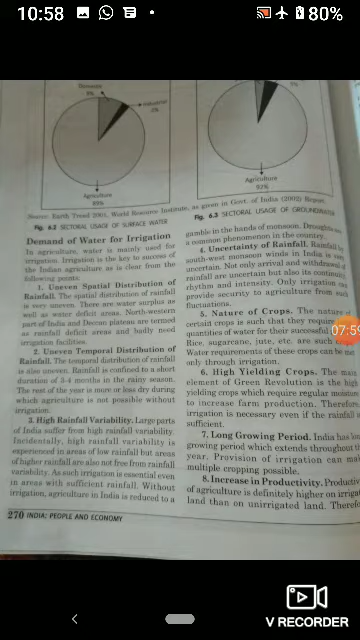 10:58
80%
Domestic
9%
Industrial
2%
Agriculture
89%
Agriculture
92%
Source: Earth Trend 2001, World Resource Institute, as given in Govt. of India (2002) Report.
Fig. 6.2 SECTORAL USAGE OF SURFACE WATER
Fig. 6.3 SECTORAL USAGE OF GROUNDWATER
Demand of Water for Irrigation
In agriculture, water is mainly used for
irrigation. Irrigation is the key to success of
the Indian agriculture as is clear from the
following points:
1. Uneven Spatial Distribution of
Rainfall. The spatial distribution of rainfall
is very uneven. There are water surplus as
well as water deficit areas. North-western
part of India and Deccan plateau are termed
as rainfall deficit areas and badly need
irrigation facilities.
2. Uneven Temporal Distribution of
Rainfall. The temporal distribution of rainfall
is also uneven. Rainfall is confined to a short
duration of 3-4 months in the rainy season.
The rest of the year is more or less dry during
which agriculture is not possible without
irrigation.
3. High Rainfall Variability. Large parts
of India suffer from high rainfall variability.
Incidentally, high rainfall variability is
experienced in areas of low rainfall but areas
of higher rainfall are also not free from rainfall
variability. As such irrigation is essential even
in areas with sufficient rainfall. Without
irrigation, agriculture in India is reduced to a
gamble in the hands of monsoon. Droughts
a common phenomenon in the country.
4. Uncertainty of Rainfall. Rainfall by
south-west monsoon winds in India is
uncertain. Not only arrival and withdrawal of
rainfall are uncertain but also its continuity
rhythm and intensity. Only irrigation can
provide security to agriculture from such
fluctuations.
5. Nature of Crops. The nature of
certain crops is such that they require
quantities of water for their successful
Rice, sugarcane, jute, etc. are such
Water requirements of these crops can be
only through irrigation.
6. High Yielding Crops. The main
element of Green Revolution is the high
yielding crops which require regular moisture
to increase farm production. Therefore
irrigation is necessary even if the rainfall is
sufficient.
7. Long Growing Period. India has long
growing period which extends throughout the
year. Provision of irrigation can
multiple cropping possible.
8. Increase in Productivity.
of agriculture is definitely higher on
land than on unirrigated land.
07:59
270 INDIA: PEOPLE AND ECONOMY
V RECORDER